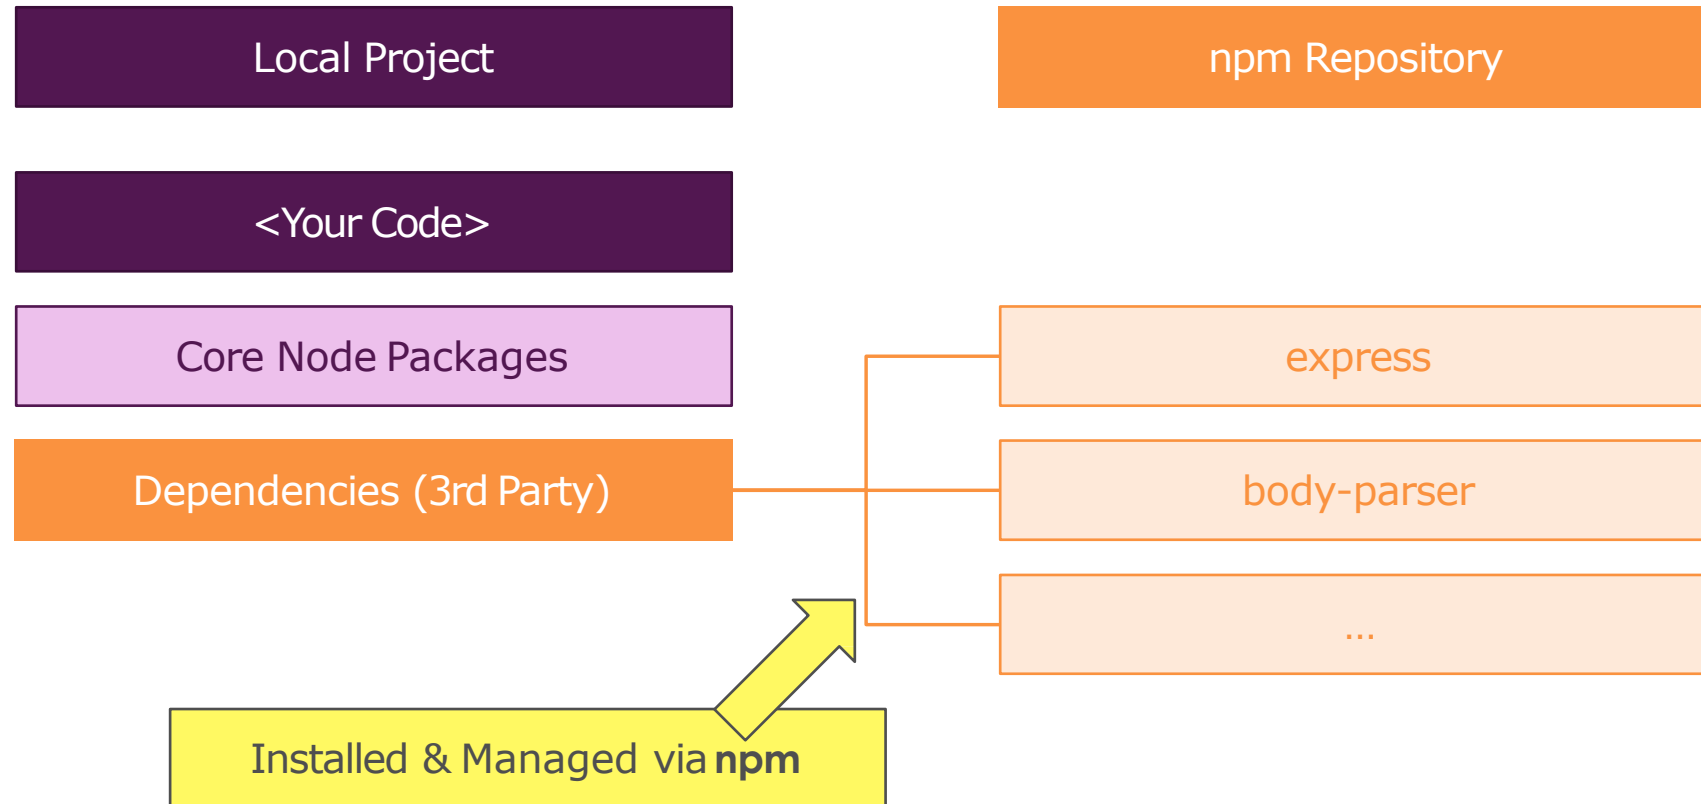 Local Project
npm Repository
<Your Code>
Core Node Packages
express
Dependencies (3rd Party)
body-parser
...
Installed & Managed via npm